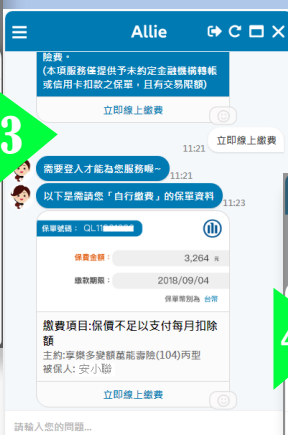 Allie
險費。
(本項服務僅提供予未約定金融機構轉帳
或信用卡扣款之保單,且有交易限額)
立即線上繳費
3
立即線上繳費
11:21
需要登入才能為您服務喔~
11:21
以下是需請您「自行繳費」的保單資料
11:23
保單號碼: QL11
保費金額: 3,264 元
繳款期限: 2018/09/04
保單幣別為 台幣
繳費項目:保價不足以支付每月扣除
額
主約:享樂多變額萬能壽險(104)丙型
被保人: 安小聯
立即線上繳費
4
請輸入您的問題...